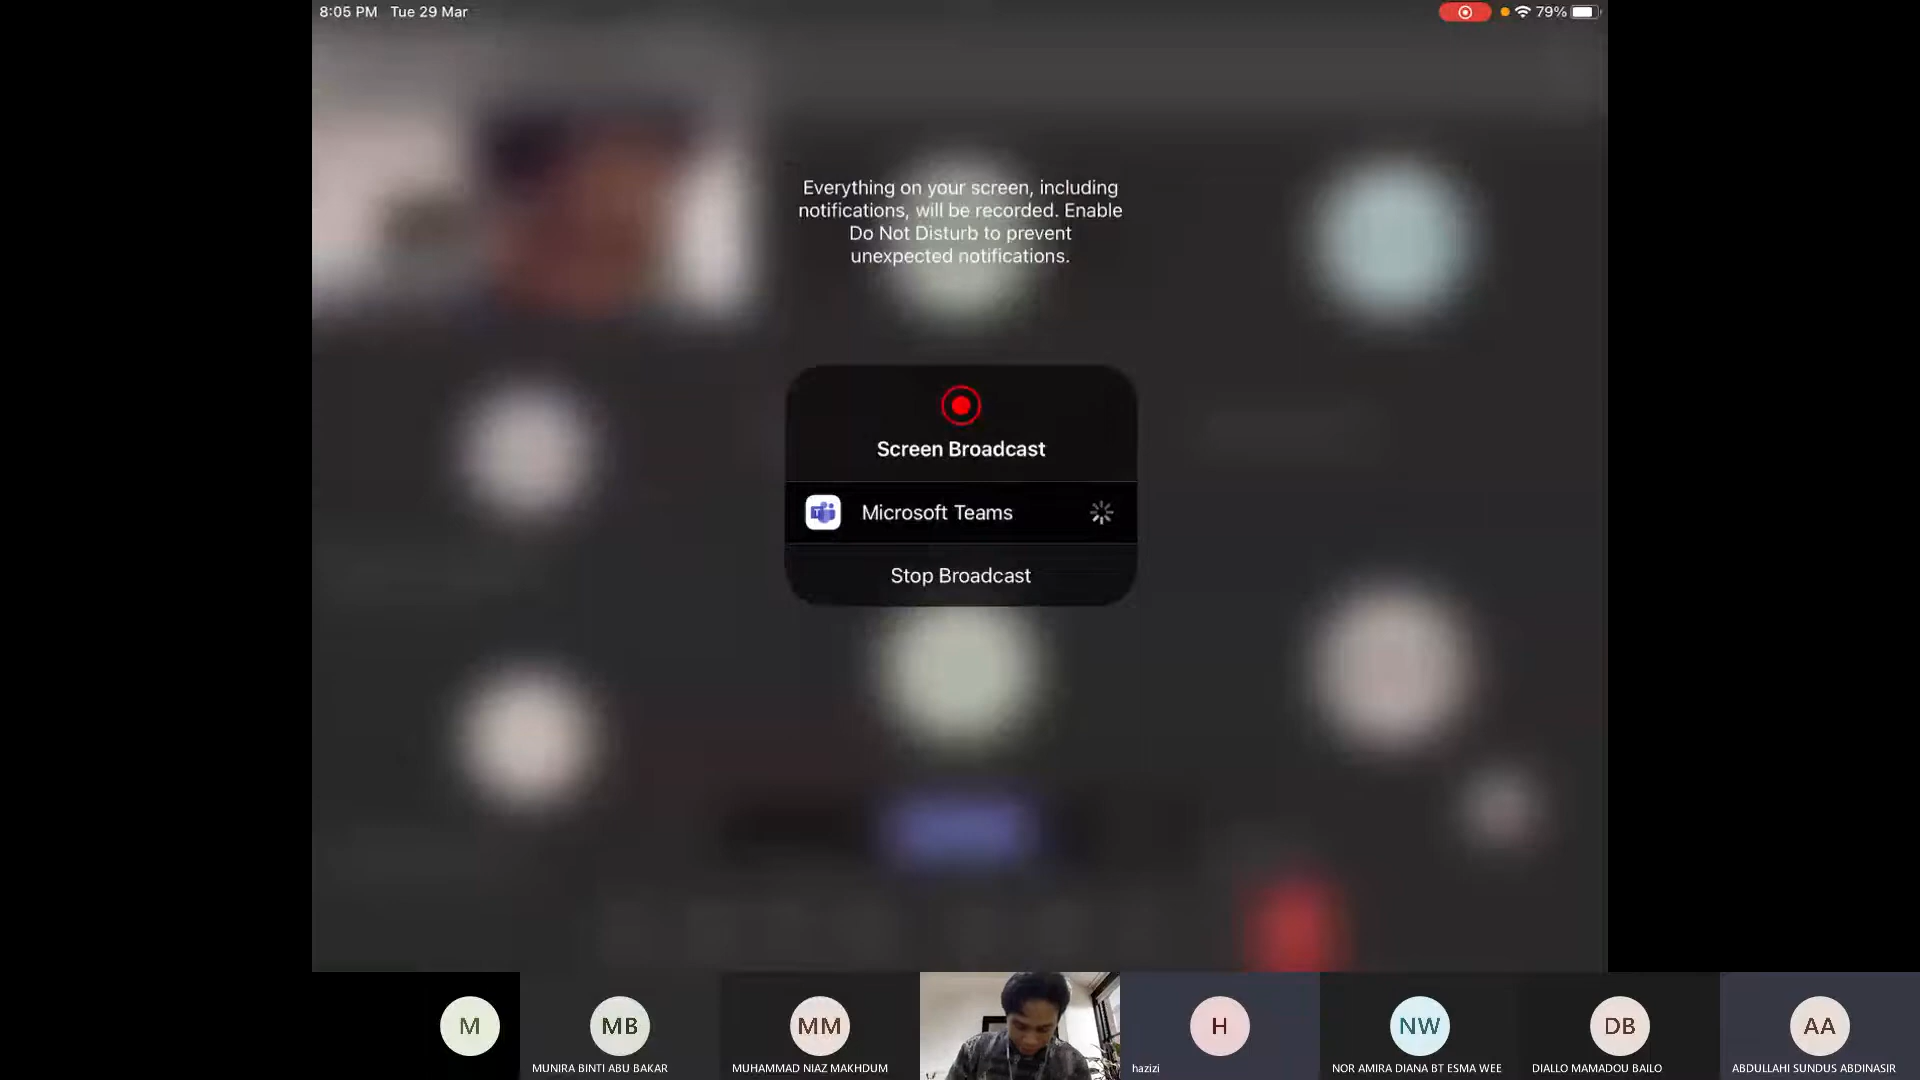 8:05 PM Tue 29 Mar
79%
Everything on your screen, including
notifications, will be recorded. Enable
Do Not Disturb to prevent
unexpected notifications.
Screen Broadcast
Microsoft Teams
Stop Broadcast
M
MB
MM
H
NW
DB
AA
MUNIRA BINTI ABU BAKAR
MUHAMMAD NIAZ MAKHDUM
hazizi
NOR AMIRA DIANA BT ESMA WEE
DIALLO MAMADOU BAILO
ABDULLAHI SUNDUS ABDINASIR